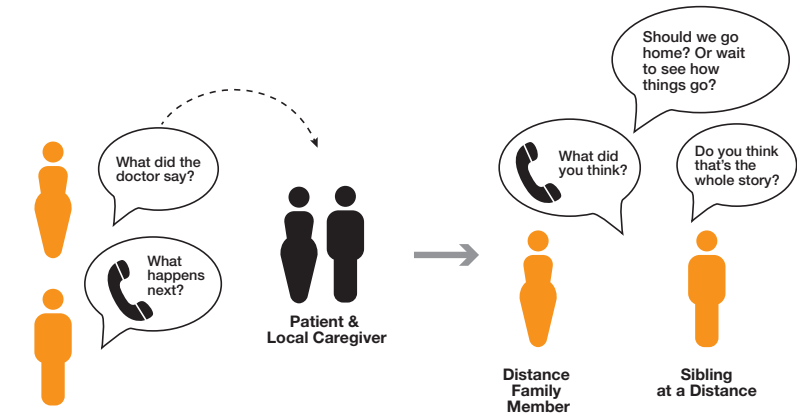 What did the
doctor say?
What
happens
next?
Patient &
Local Caregiver
Should we go
home? Or wait
to see how
things go?
What did
you think?
Do you think
that's the
whole story?
Distance
Family
Member
Sibling
at a Distance